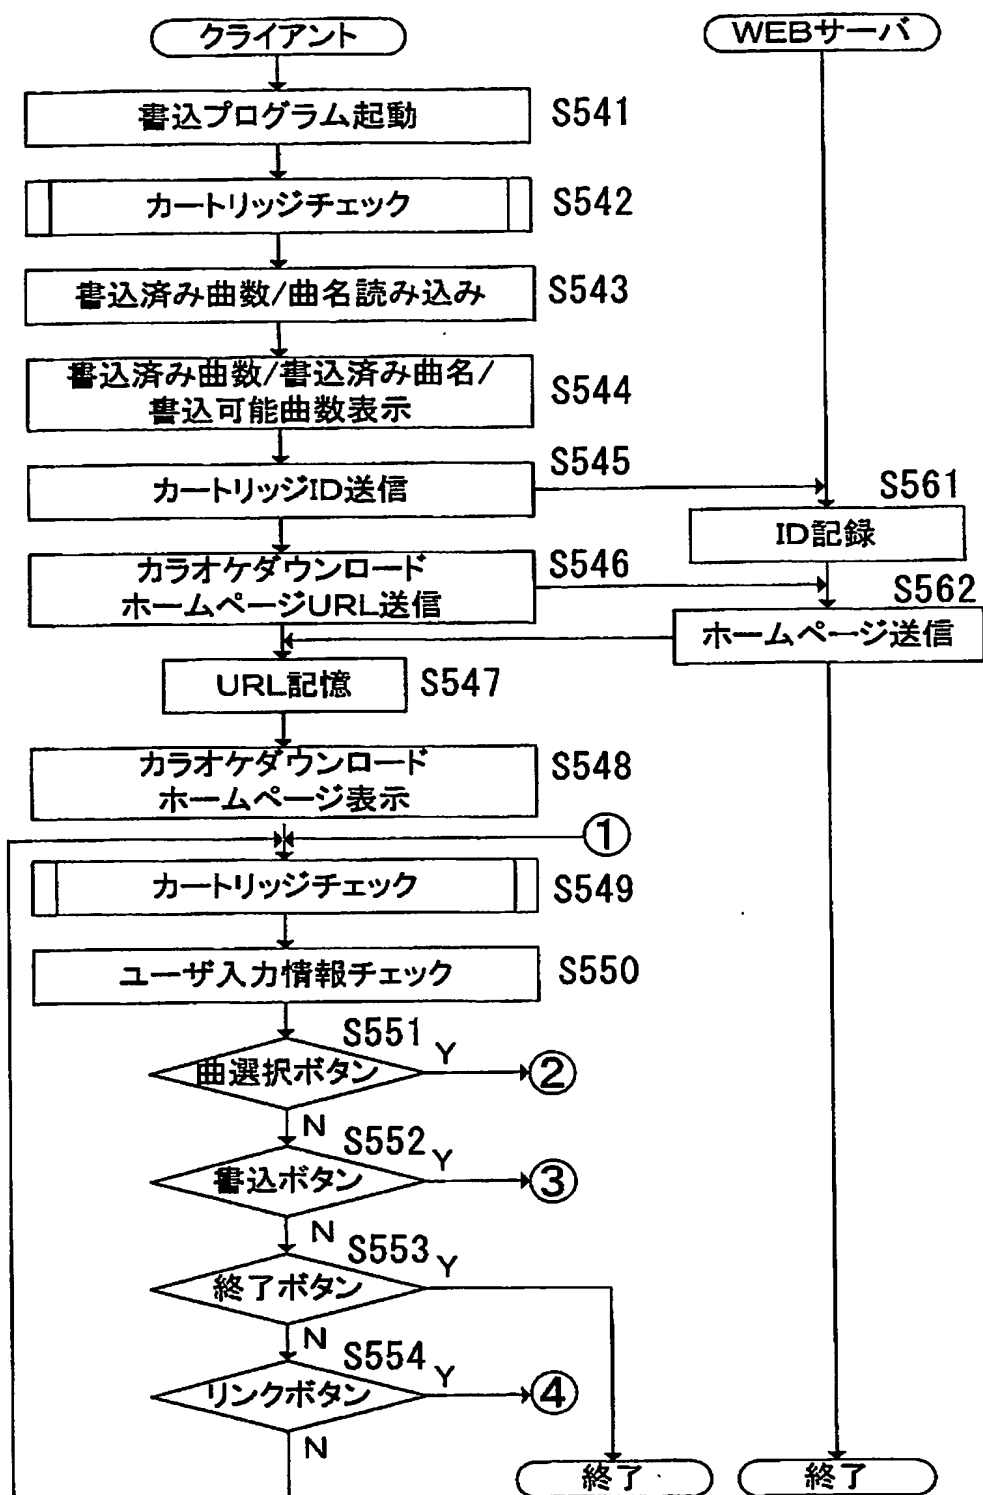 クライアント
WEBサーバ
書込プログラム起動
S541
カートリッジチェック
S542
書込済み曲数/曲名読み込み
S543
書込済み曲数/書込済み曲名/
書込可能曲数表示
S544
カートリッジID送信
S545
S561
ID記録
カラオケダウンロード
ホームページURL送信
S546
S562
ホームページ送信
URL記憶
S547
カラオケダウンロード
ホームページ表示
S548
①
カートリッジチェック
S549
ユーザ入力情報チェック
S550
S551
曲選択ボタン
Y
②
N
S552
書込ボタン
Y
③
N
S553
終了ボタン
Y
N
S554
リンクボタン
Y
④
N
終了
終了